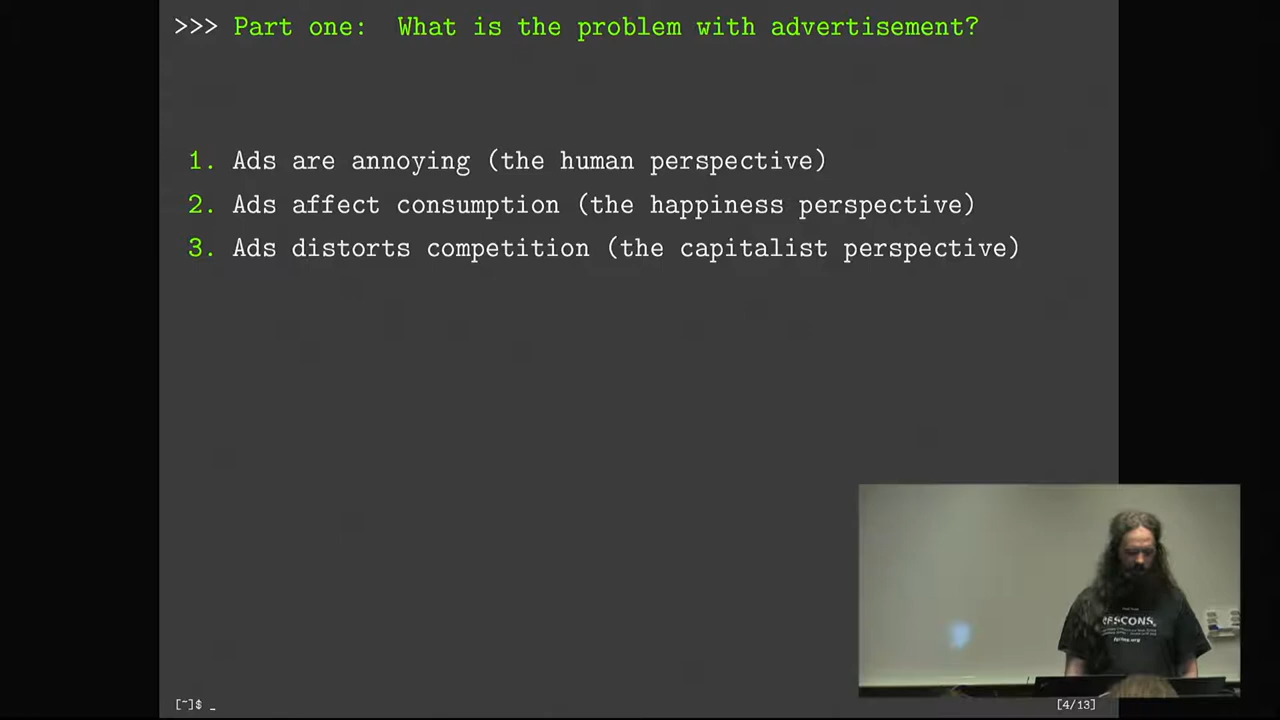 >>> Part one: What is the problem with advertisement?
1. Ads are annoying (the human perspective)
2. Ads affect consumption (the happiness perspective)
3. Ads distorts competition (the capitalist perspective)
[~]$ _
[4/13]